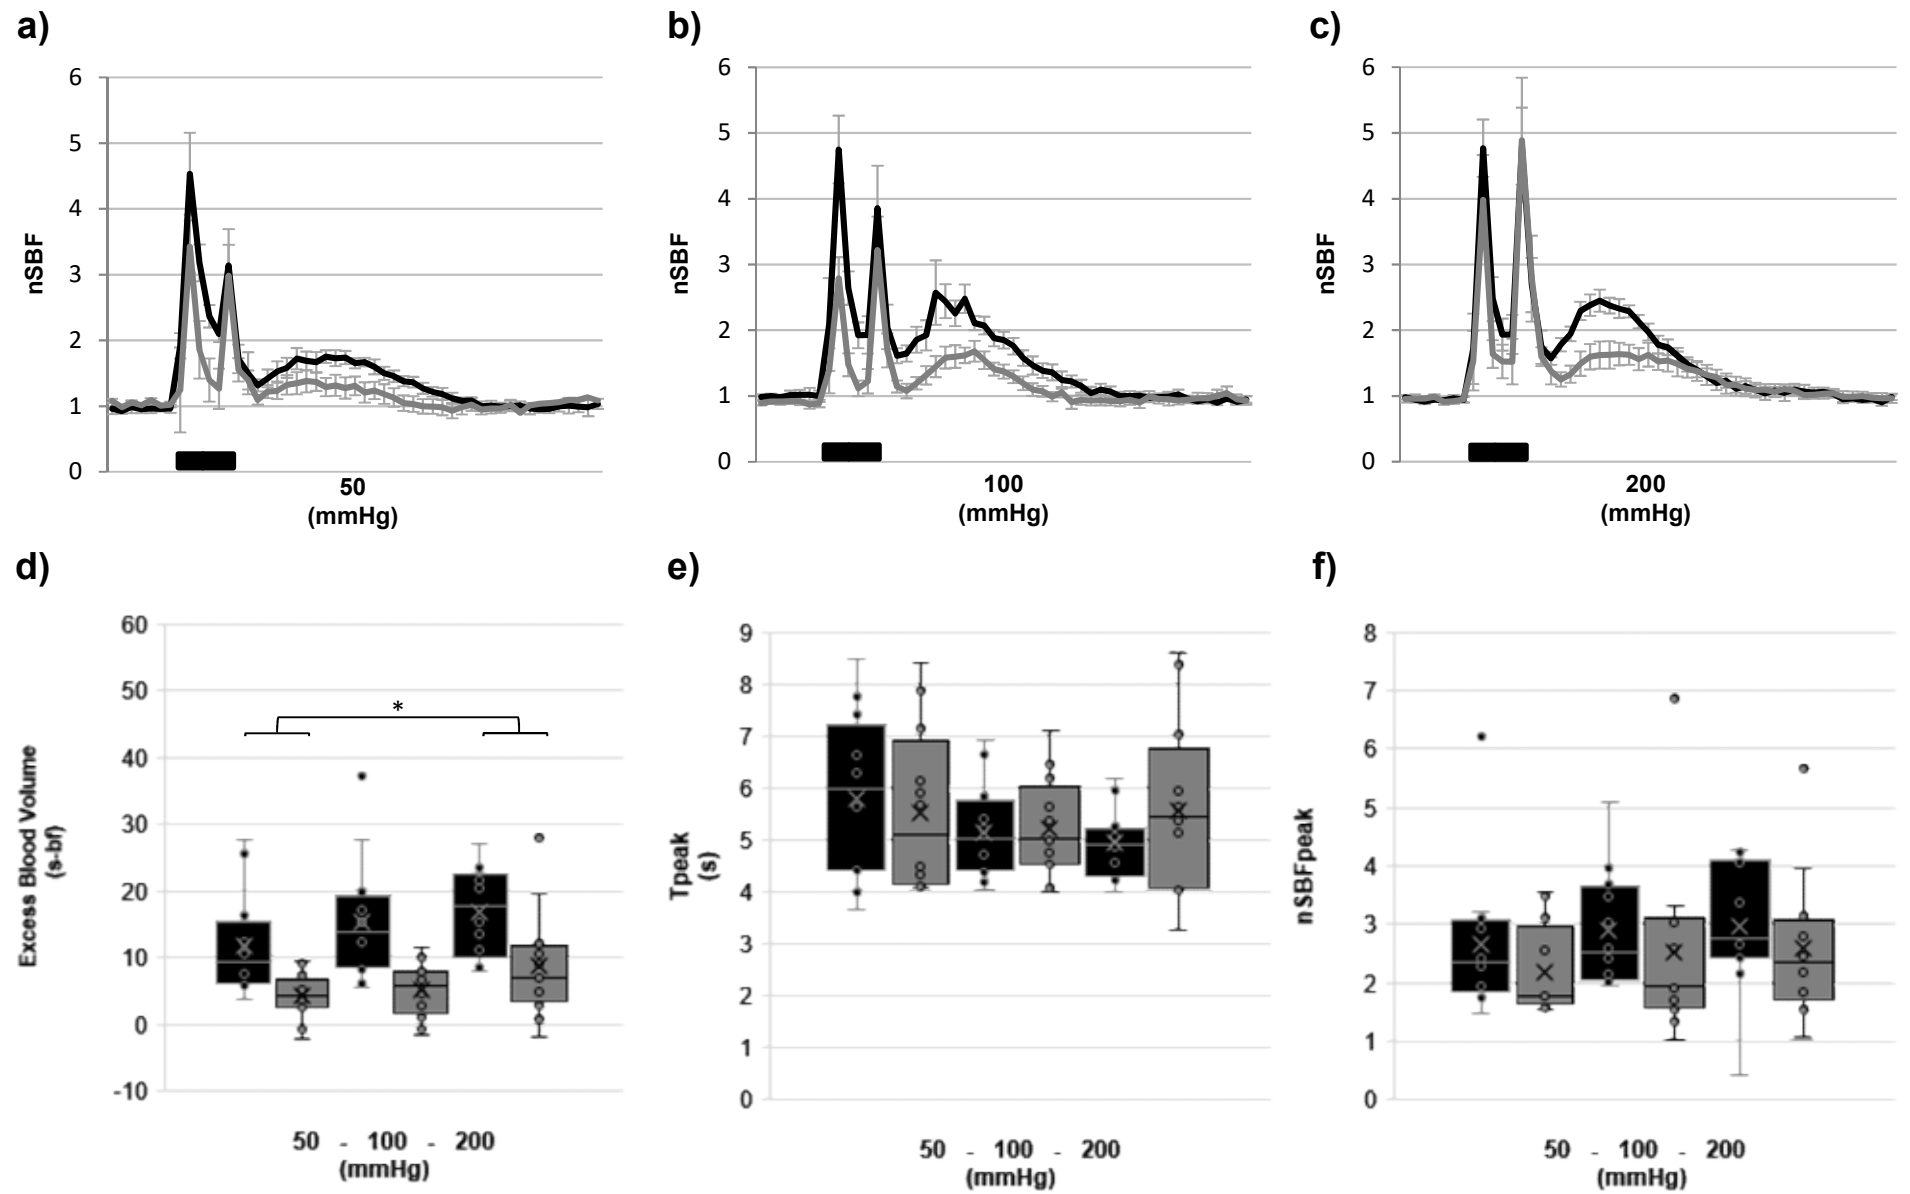 a)
b)
c)
6
5
4
3
2
1
0
nSBF
50
(mmHg)
6
5
4
3
2
1
0
nSBF
100
(mmHg)
6
5
4
3
2
1
0
nSBF
200
(mmHg)
d)
e)
f)
60
50
40
30
20
10
0
-10
Excess Blood Volume
(s-bf)
*
50 - 100 - 200
(mmHg)
9
8
7
6
5
4
3
2
1
0
Tpeak
(s)
50 - 100 - 200
(mmHg)
8
7
6
5
4
3
2
1
0
nSBFpeak
50 - 100 - 200
(mmHg)